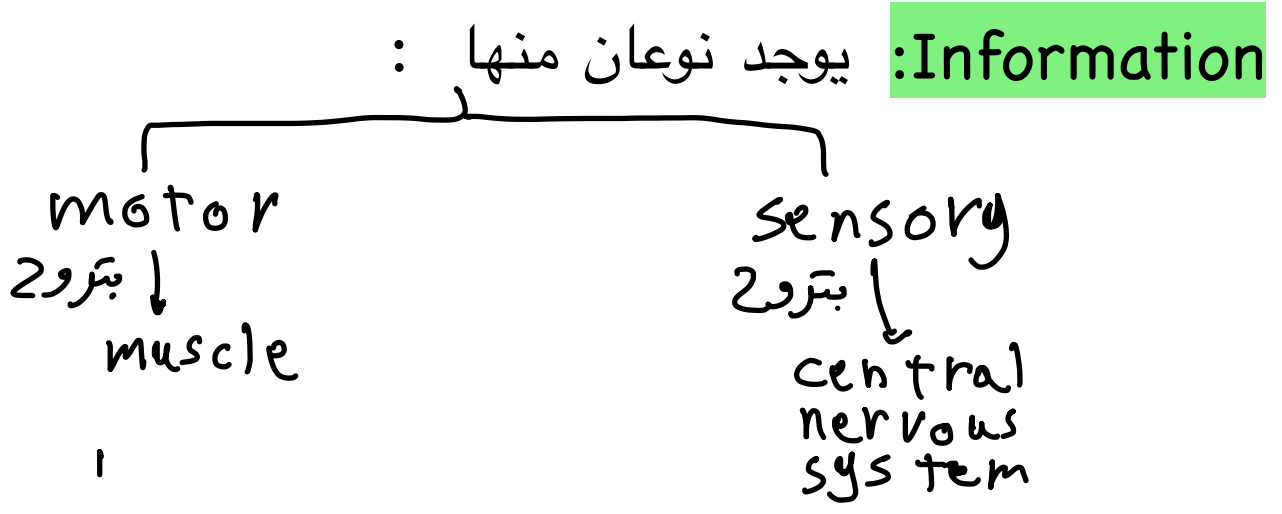 Information: يوجد نوعان منها :
motor
بتروح
muscle
sensory
بتروح
central
nervous
system